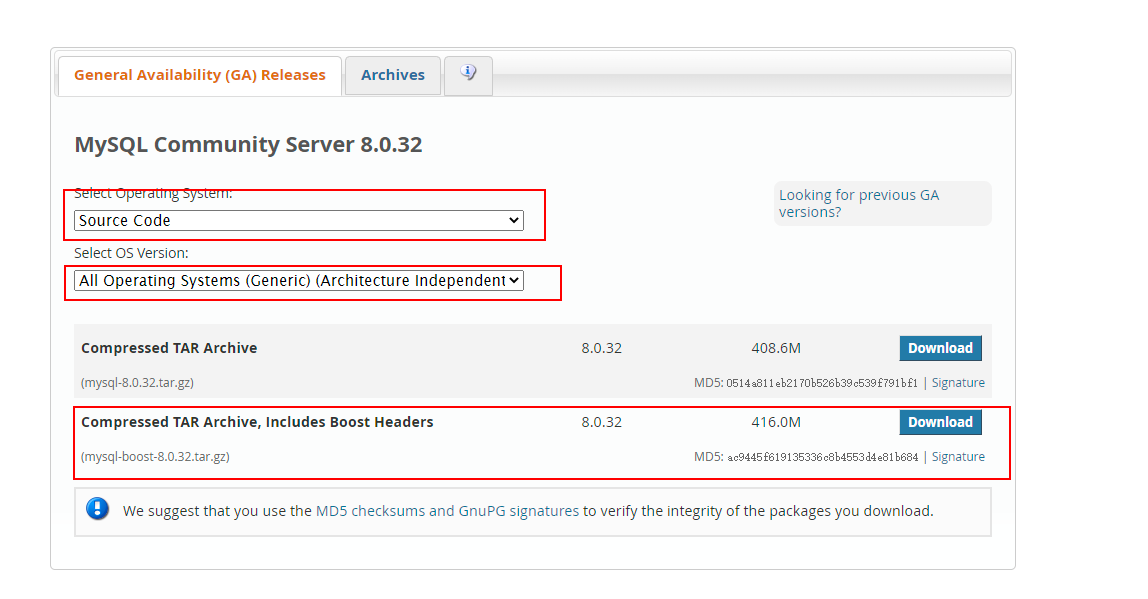 General Availability (GA) Releases
Archives
MySQL Community Server 8.0.32
Select Operating System:
Looking for previous GA
versions?
Source Code
Select OS Version:
All Operating Systems (Generic) (Architecture Independent
Compressed TAR Archive 8.0.32 408.6M Download
(mysql-8.0.32.tar.gz) MD5: 0514a811eb2170b526b39c539f791bf1 | Signature
Compressed TAR Archive, Includes Boost Headers 8.0.32 416.0M Download
(mysql-boost-8.0.32.tar.gz) MD5: ac9445f619135336c8b4553d4e81b684 | Signature
We suggest that you use the MD5 checksums and GnuPG signatures to verify the integrity of the packages you download.